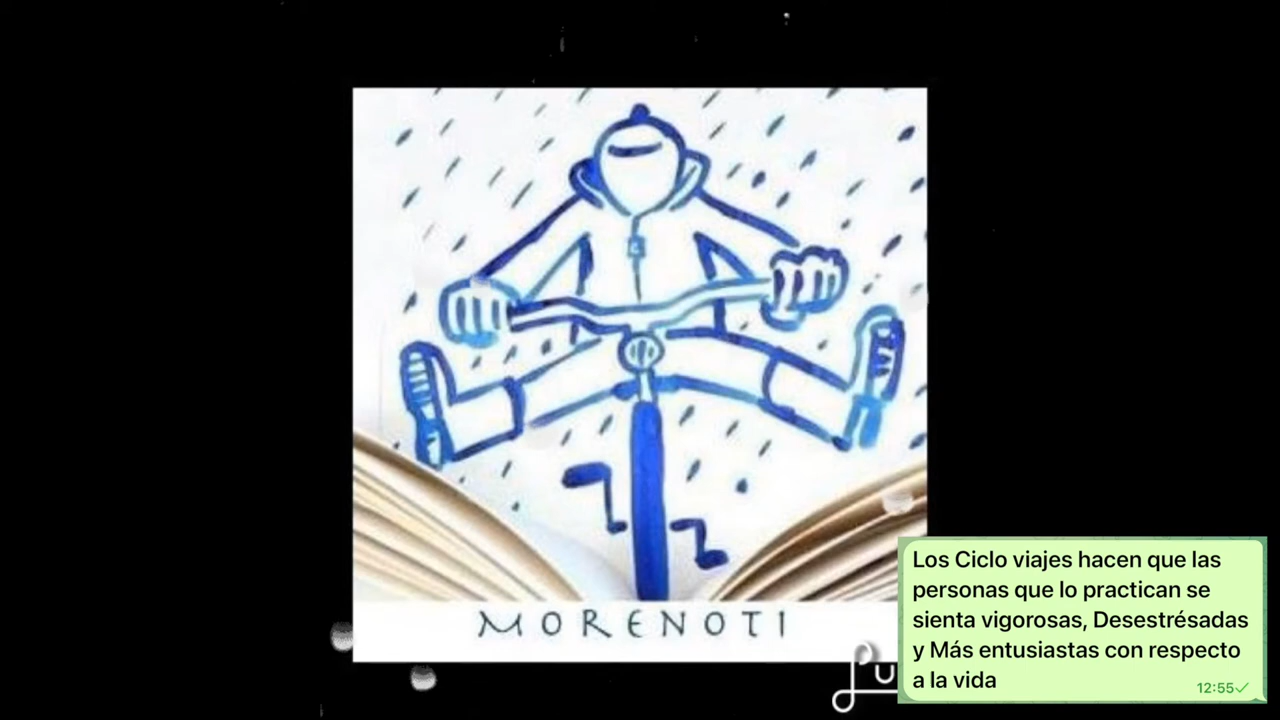 MORENOTI
Los Ciclo viajes hacen que las
personas que lo practican se
sienta vigorosas, Desestrésadas
y Más entusiastas con respecto
a la vida
12:55